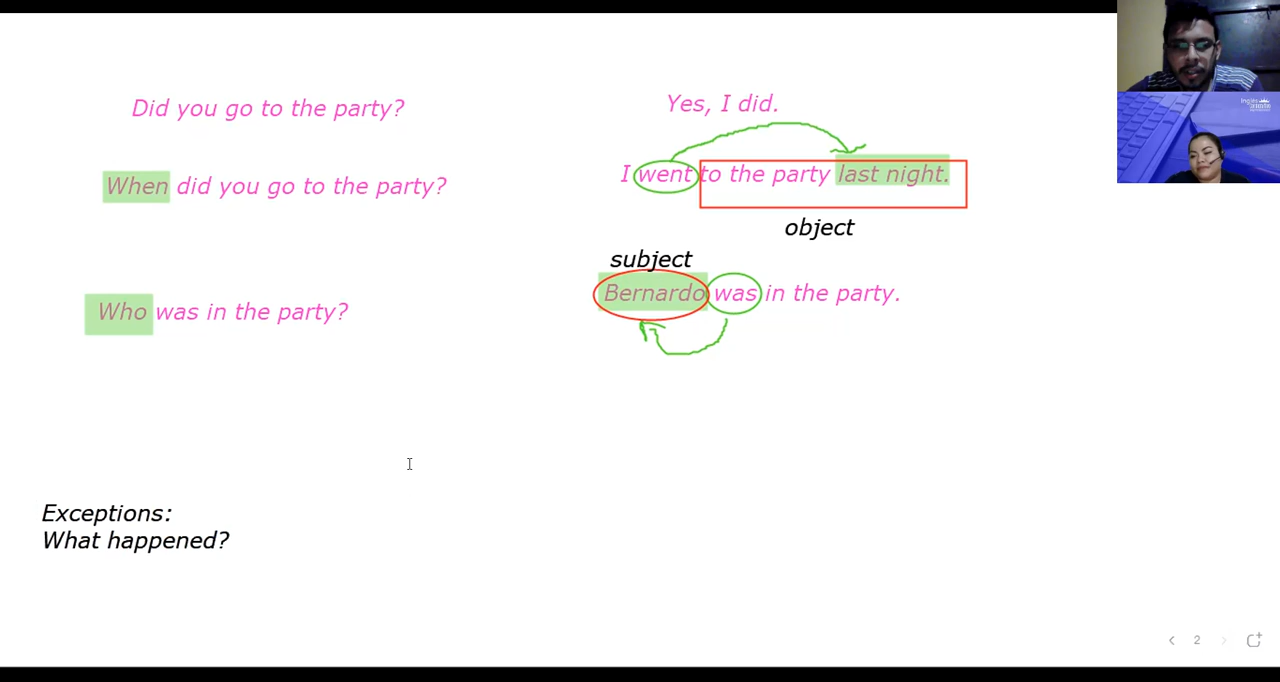 Did you go to the party?
Yes, I did.
When did you go to the party?
I went to the party last night.
object
subject
Who was in the party?
Bernardo was in the party.
Exceptions:
What happened?
2